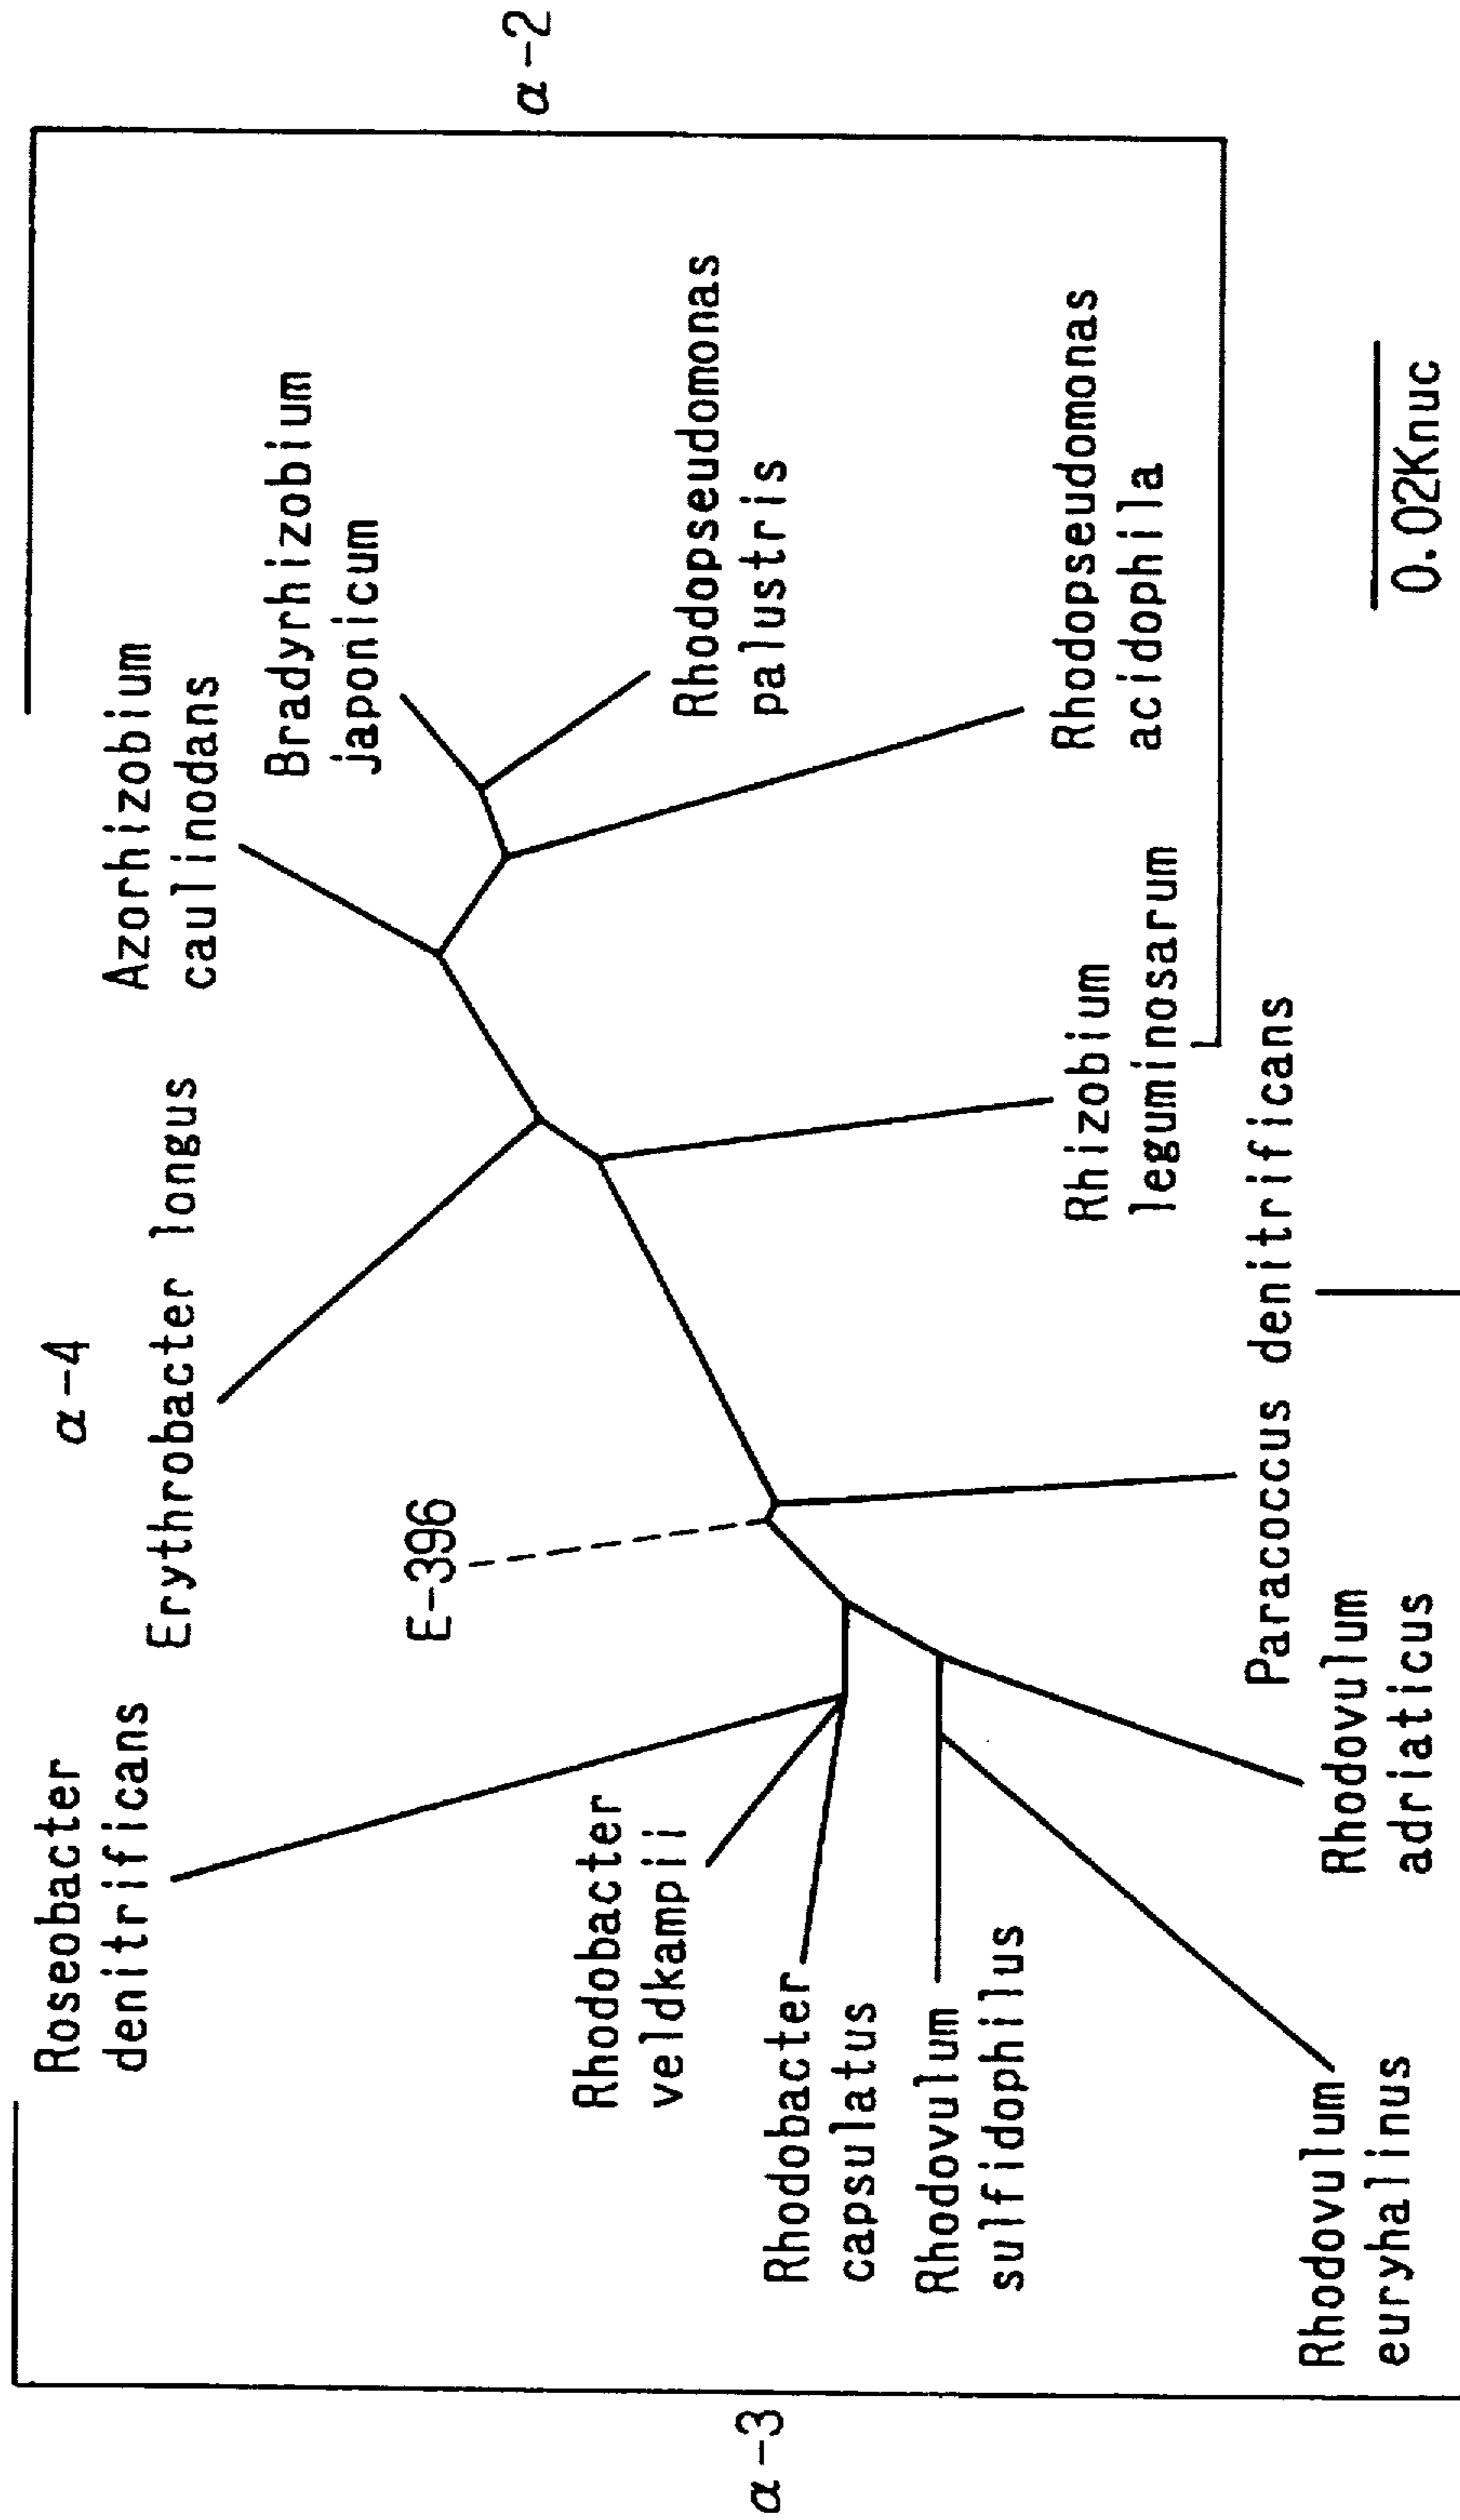 α-4
α-2
α-3
Roseobacter
denitrificans
Erythrobacter longus
Azorhizobium
caulinodans
Bradyrhizobium
japonicum
E-396
Rhodobacter
veldkampii
Rhodopseudomonas
palustris
Rhodobacter
capsulatus
Rhodovulum
sulfidophilus
Rhizobium
leguminosarum
Rhodopseudomonas
acidophila
Paracoccus denitrificans
Rhodovulum
euryhalinus
Rhodovulum
adriaticus
0.02Knuc